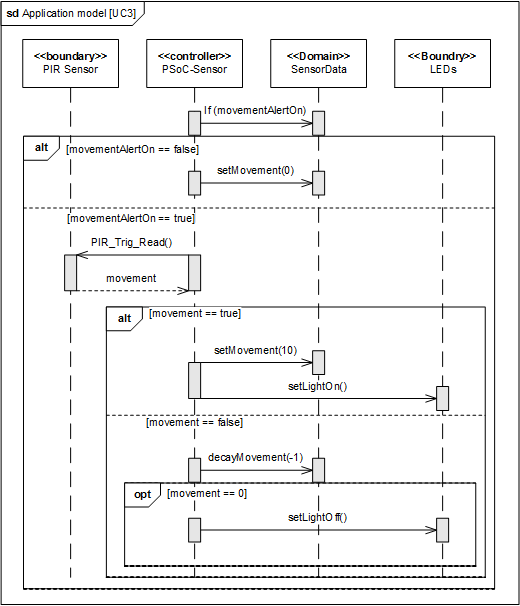 sd Application model [UC3]
<<boundary>>
PIR Sensor
<<controller>>
PSoC-Sensor
<<Domain>>
SensorData
<<Boundry>>
LEDs
If (movementAlertOn)
alt
[movementAlertOn == false]
setMovement(0)
[movementAlertOn == true]
PIR_Trig_Read()
movement
alt
[movement == true]
setMovement(10)
setLightOn()
[movement == false]
decayMovement(-1)
opt
[movement == 0]
setLightOff()